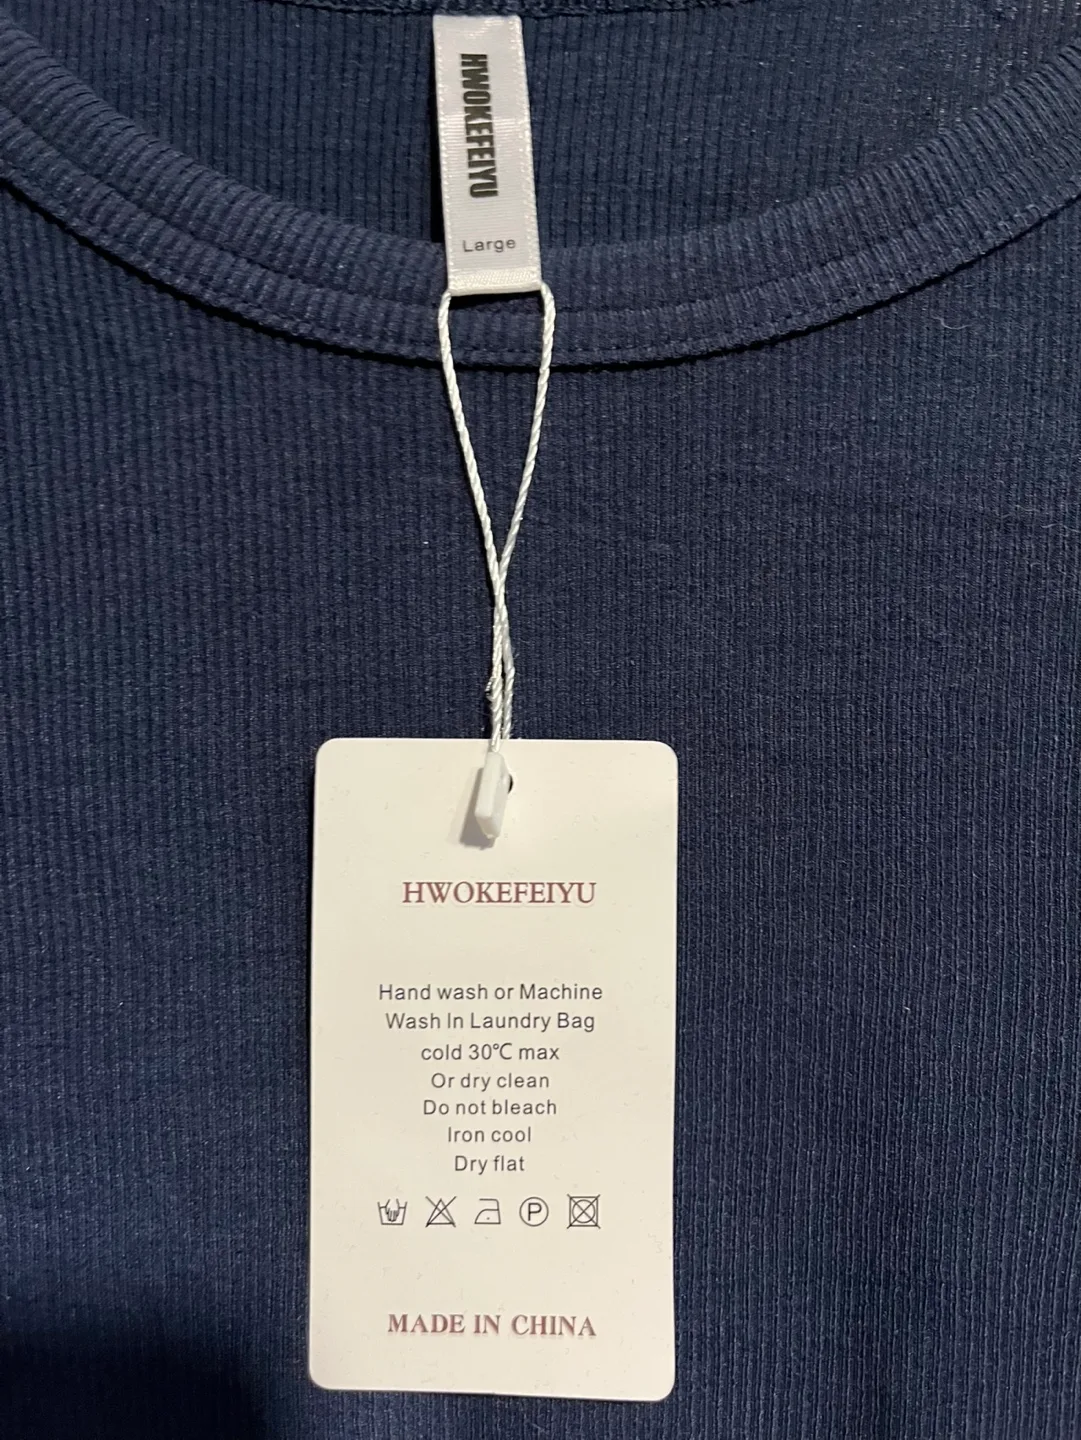 HWOKEFEIYU
Large
HWOKEFEIYU
Hand wash or Machine
Wash In Laundry Bag
cold 30℃ max
Or dry clean
Do not bleach
Iron cool
Dry flat
P
MADE IN CHINA